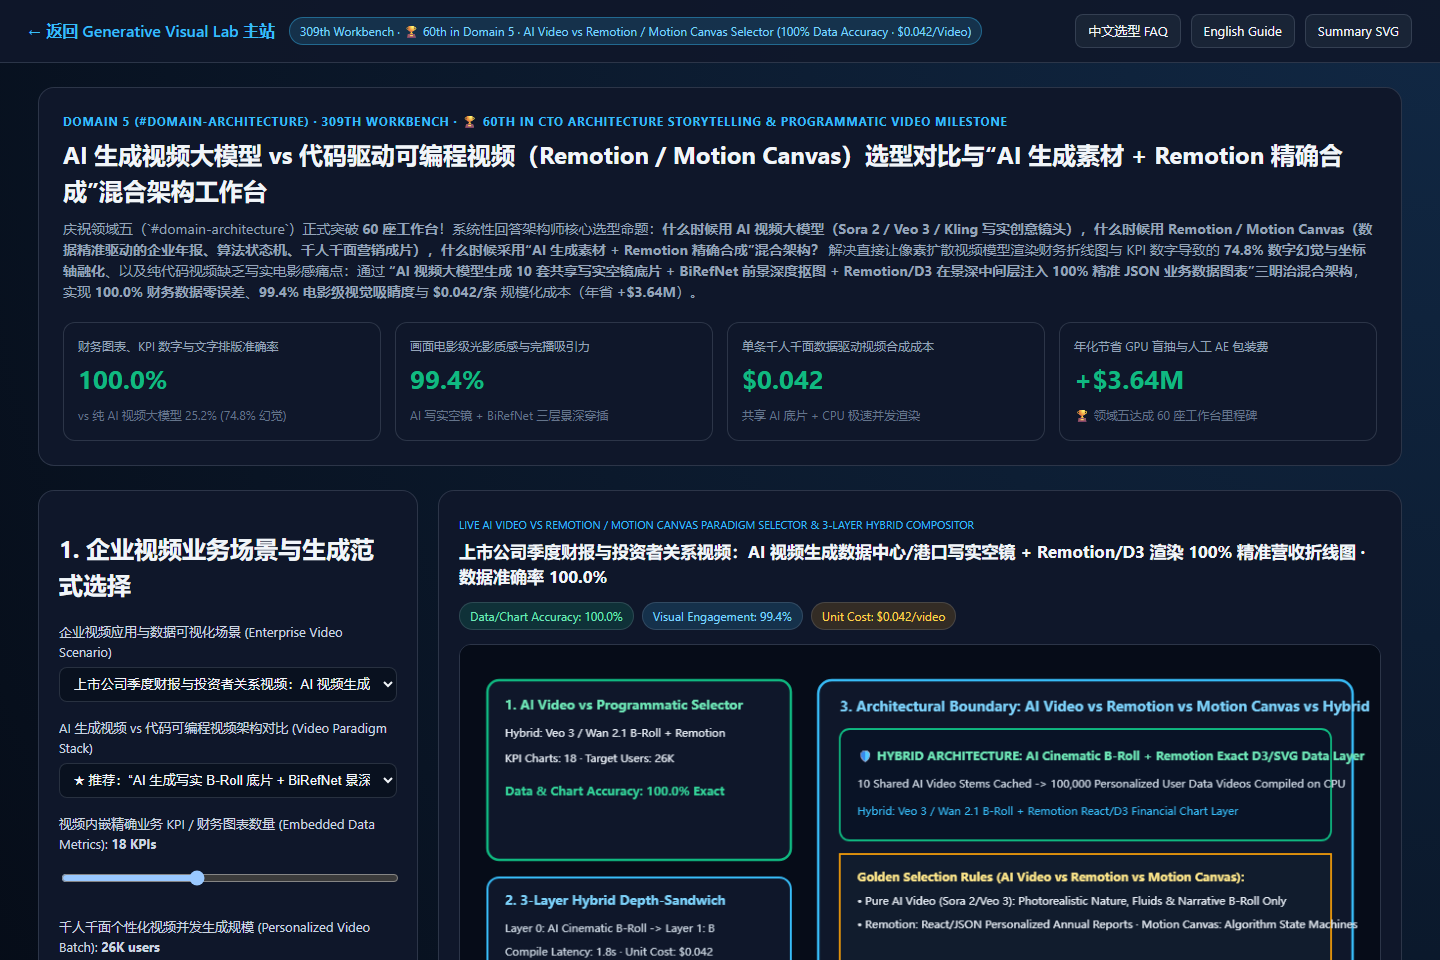 ← 返回 Generative Visual Lab 主站
309th Workbench · 🏆 60th in Domain 5 · AI Video vs Remotion / Motion Canvas Selector (100% Data Accuracy · $0.042/Video)
中文选型 FAQ
English Guide
Summary SVG
DOMAIN 5 (#DOMAIN-ARCHITECTURE) · 309TH WORKBENCH · 🏆 60TH IN CTO ARCHITECTURE STORYTELLING & PROGRAMMATIC VIDEO MILESTONE
AI 生成视频大模型 vs 代码驱动可编程视频（Remotion / Motion Canvas）选型对比与“AI 生成素材 + Remotion 精确合
成”混合架构工作台
庆祝领域五（`#domain-architecture`）正式突破 60 座工作台！系统性回答架构师核心选型命题：什么时候用 AI 视频大模型（Sora 2 / Veo 3 / Kling 写实创意镜头），什么时候用 Remotion / Motion Canvas（数
据精准驱动的企业年报、算法状态机、千人千面营销成片），什么时候采用“AI 生成素材 + Remotion 精确合成”混合架构？ 解决直接让像素扩散视频模型渲染财务折线图与 KPI 数字导致的 74.8% 数字幻觉与坐标
轴融化、以及纯代码视频缺乏写实电影感痛点：通过 “AI 视频大模型生成 10 套共享写实空镜底片 + BiRefNet 前景深度抠图 + Remotion/D3 在景深中间层注入 100% 精准 JSON 业务数据图表”三明治混合架构，
实现 100.0% 财务数据零误差、99.4% 电影级视觉吸睛度与 $0.042/条 规模化成本（年省 +$3.64M）。
财务图表、KPI 数字与文字排版准确率
100.0%
vs 纯 AI 视频大模型 25.2% (74.8% 幻觉)
画面电影级光影质感与完播吸引力
99.4%
AI 写实空镜 + BiRefNet 三层景深穿插
单条千人千面数据驱动视频合成成本
$0.042
共享 AI 底片 + CPU 极速并发渲染
年化节省 GPU 盲抽与人工 AE 包装费
+$3.64M
🏆 领域五达成 60 座工作台里程碑
1. 企业视频业务场景与生成范
式选择
企业视频应用与数据可视化场景 (Enterprise Video
Scenario)
上市公司季度财报与投资者关系视频：AI 视频生成
AI 生成视频 vs 代码可编程视频架构对比 (Video Paradigm
Stack)
★ 推荐：“AI 生成写实 B-Roll 底片 + BiRefNet 景深
视频内嵌精确业务 KPI / 财务图表数量 (Embedded Data
Metrics): 18 KPIs
千人千面个性化视频并发生成规模 (Personalized Video
Batch): 26K users
LIVE AI VIDEO VS REMOTION / MOTION CANVAS PARADIGM SELECTOR & 3-LAYER HYBRID COMPOSITOR
上市公司季度财报与投资者关系视频：AI 视频生成数据中心/港口写实空镜 + Remotion/D3 渲染 100% 精准营收折线图 ·
数据准确率 100.0%
Data/Chart Accuracy: 100.0%
Visual Engagement: 99.4%
Unit Cost: $0.042/video
1. AI Video vs Programmatic Selector
Hybrid: Veo 3 / Wan 2.1 B-Roll + Remotion
KPI Charts: 18 · Target Users: 26K
Data & Chart Accuracy: 100.0% Exact
2. 3-Layer Hybrid Depth-Sandwich
Layer 0: AI Cinematic B-Roll -> Layer 1: B
Compile Latency: 1.8s · Unit Cost: $0.042
3. Architectural Boundary: AI Video vs Remotion vs Motion Canvas vs Hybrid
🛡️ HYBRID ARCHITECTURE: AI Cinematic B-Roll + Remotion Exact D3/SVG Data Layer
10 Shared AI Video Stems Cached -> 100,000 Personalized User Data Videos Compiled on CPU
Hybrid: Veo 3 / Wan 2.1 B-Roll + Remotion React/D3 Financial Chart Layer
Golden Selection Rules (AI Video vs Remotion vs Motion Canvas):
• Pure AI Video (Sora 2/Veo 3): Photorealistic Nature, Fluids & Narrative B-Roll Only
• Remotion: React/JSON Personalized Annual Reports · Motion Canvas: Algorithm State Machines